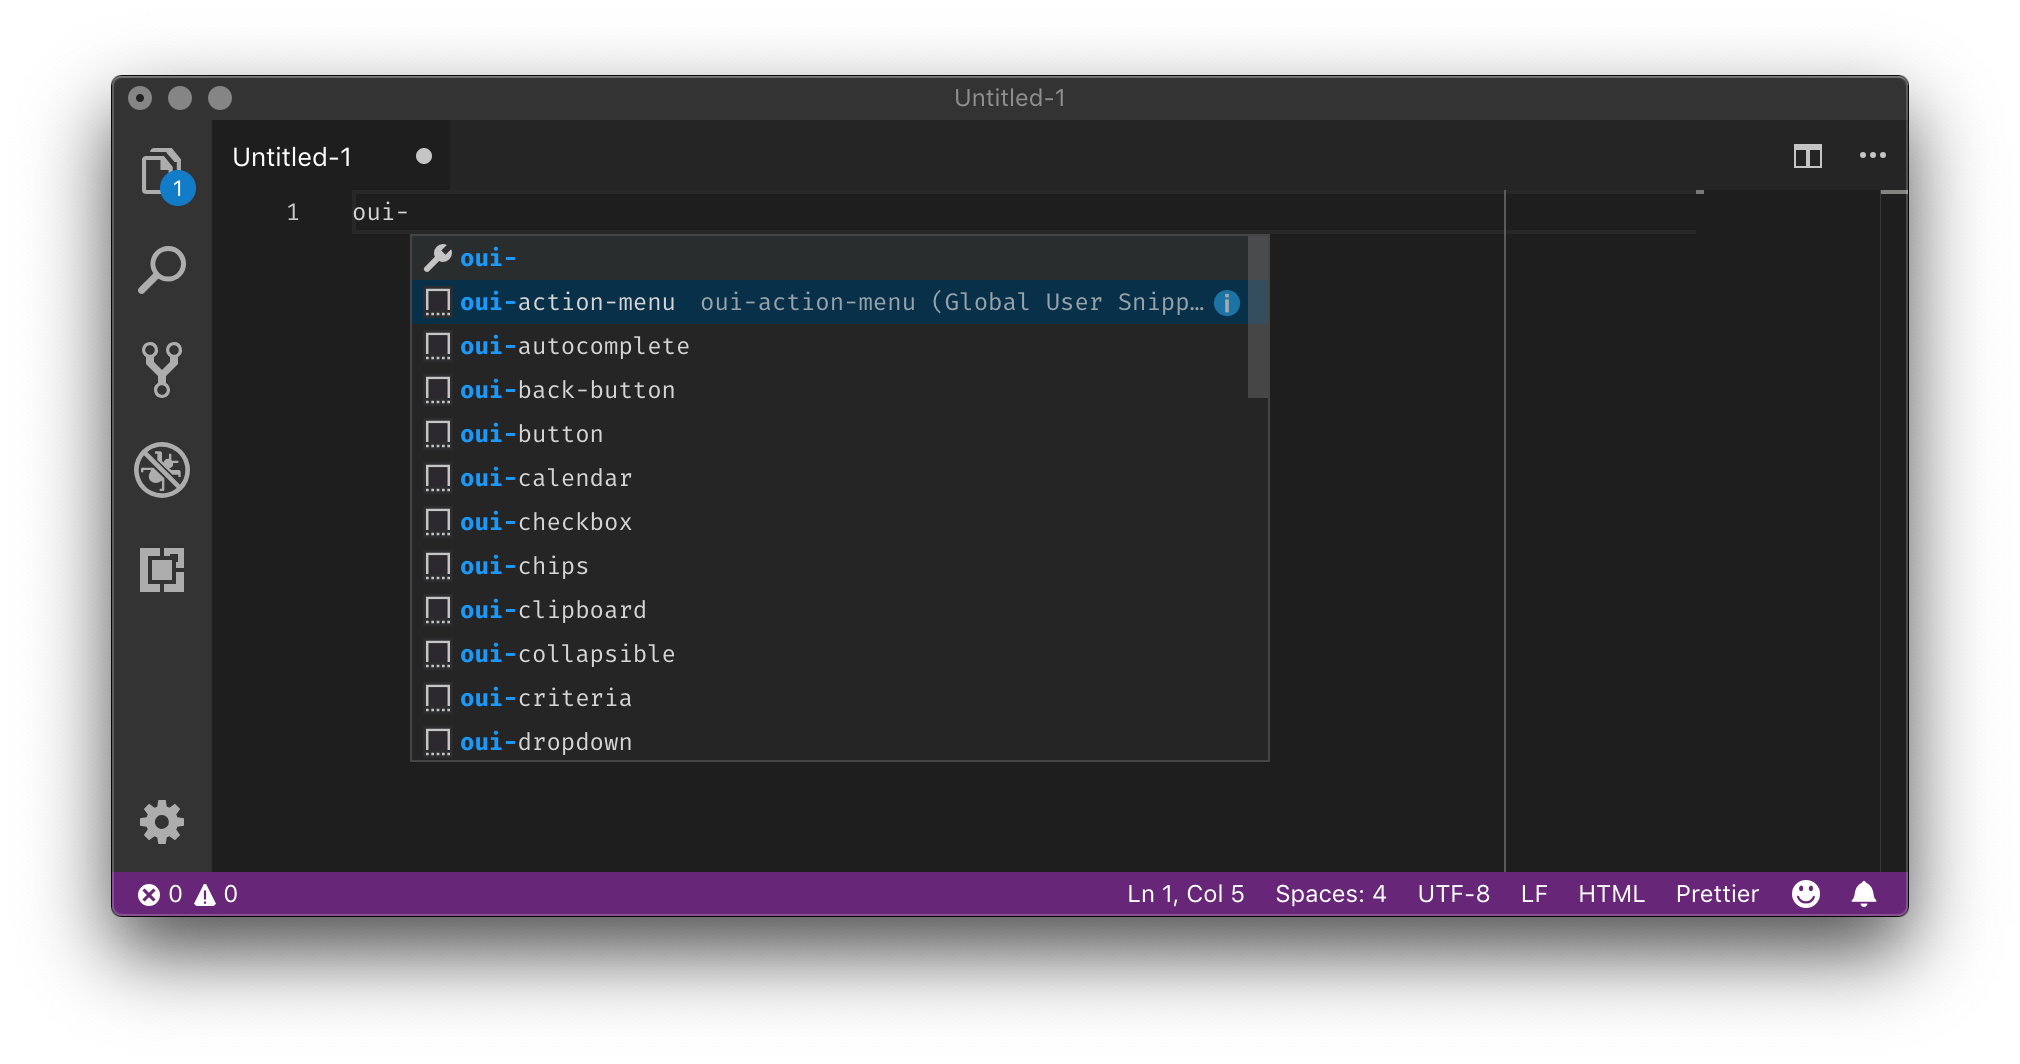 Untitled-1
Untitled-1
1
1 oui-
oui-
oui-action-menu oui-action-menu (Global User Snipp…
oui-autocomplete
oui-back-button
oui-button
oui-calendar
oui-checkbox
oui-chips
oui-clipboard
oui-collapsible
oui-criteria
oui-dropdown
0 0 Ln 1, Col 5 Spaces: 4 UTF-8 LF HTML Prettier